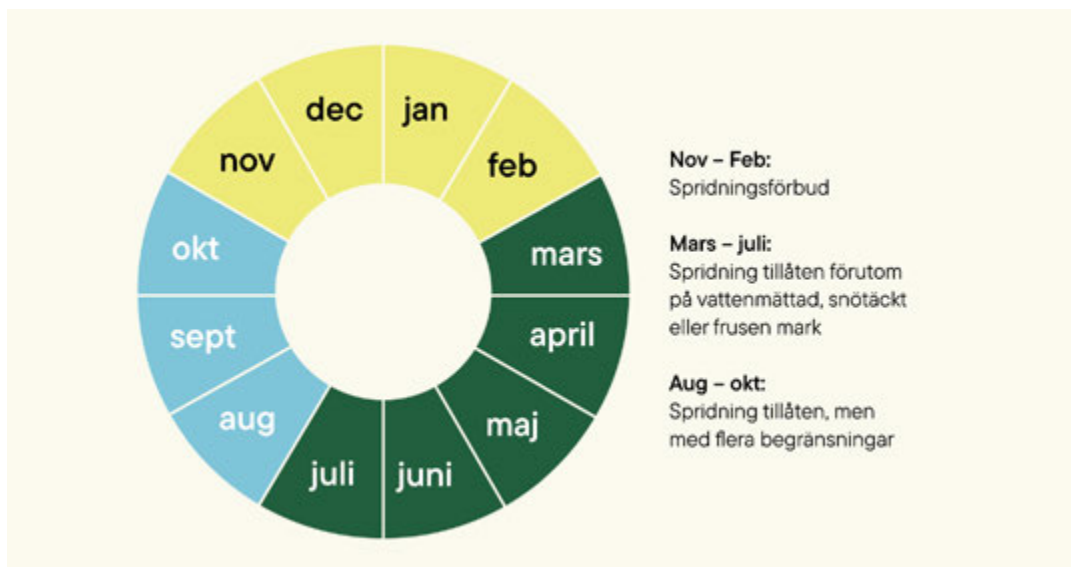 jan
feb
mars
april
maj
juni
juli
aug
sept
okt
nov
dec
Nov – Feb:
Spridningsförbud
Mars – juli:
Spridning tillåten förutom
på vattenmättad, snötäckt
eller frusen mark
Aug – okt:
Spridning tillåten, men
med flera begränsningar